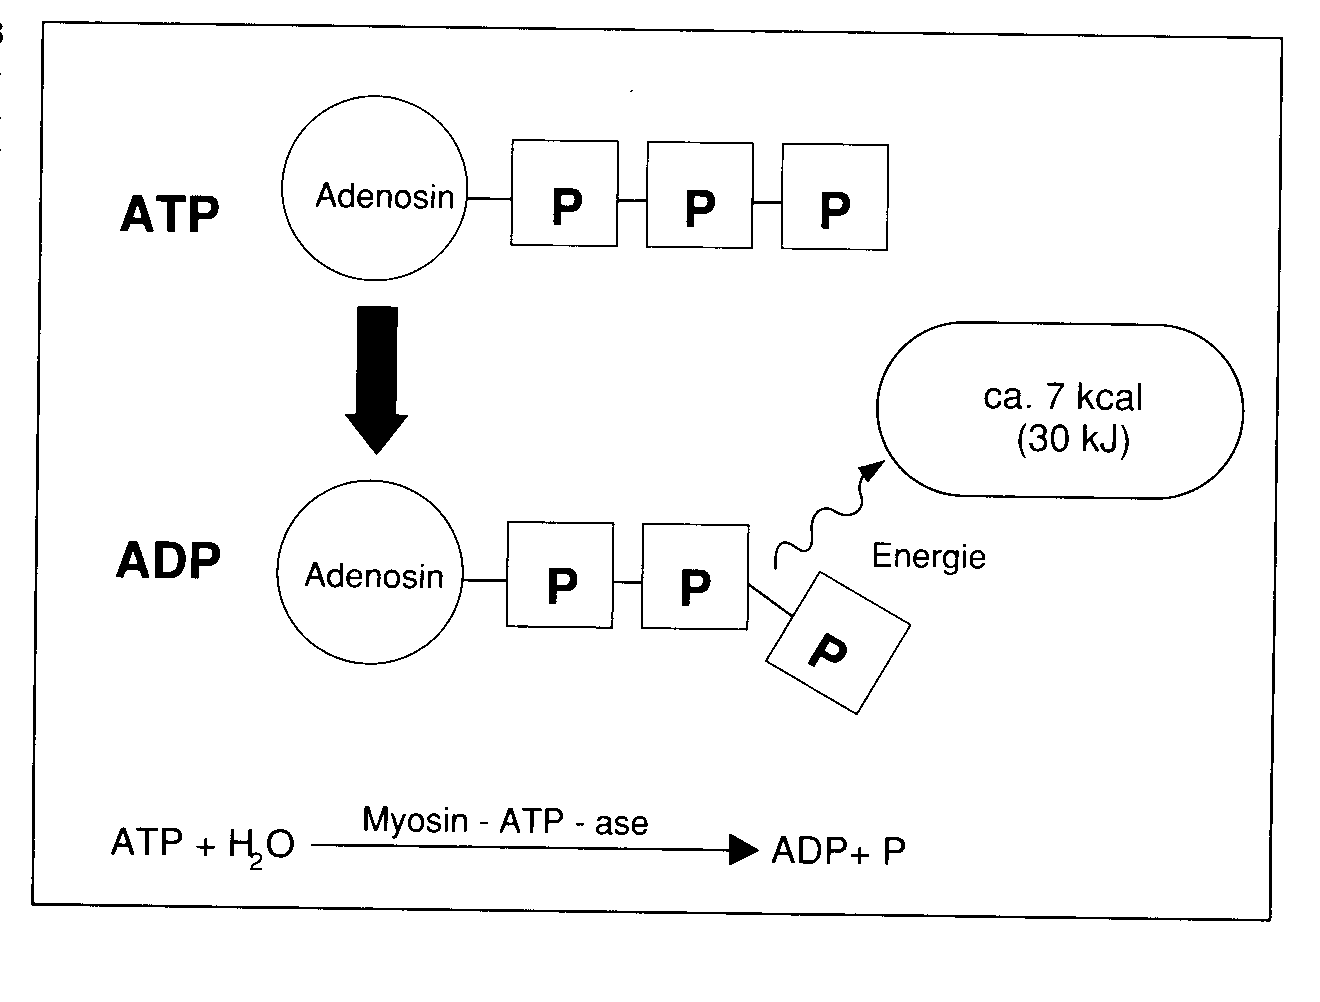 ATP
Adenosin
P P P
ca. 7 kcal
(30 kJ)
Energie
ADP
Adenosin
P P P
Myosin - ATP - ase
ATP + H₂O
ADP+ P